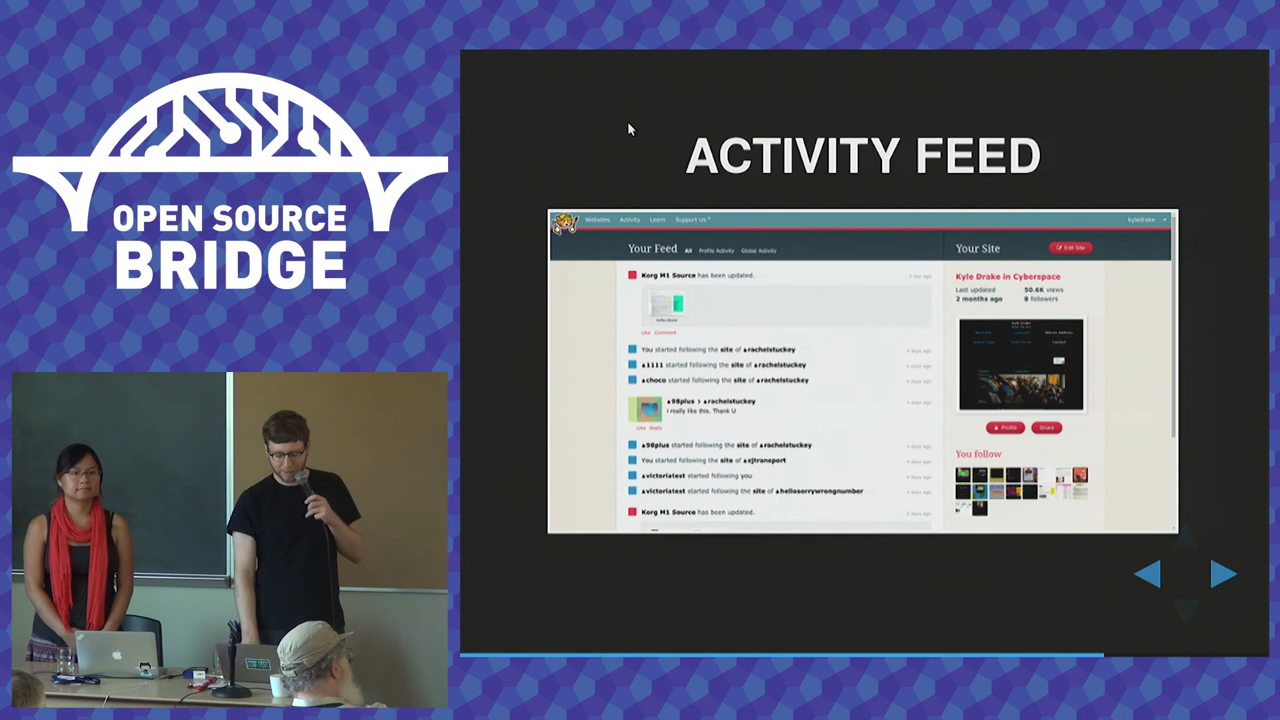 OPEN SOURCE
BRIDGE
ACTIVITY FEED
Websites Activity Learn Support Us
kyledrake
Your Feed All Profile Activity Global Activity
Your Site
Edit Site
Korg M1 Source has been updated.
Like Comment
You started following the site of ▲rachelstuckey
▲1111 started following the site of ▲rachelstuckey
▲choco started following the site of ▲rachelstuckey
▲98plus > ▲rachelstuckey
I really like this. Thank U
Like Reply
▲98plus started following the site of ▲rachelstuckey
You started following the site of ▲ejtransport
▲victoriatest started following you
▲victoriatest started following the site of ▲hellosorrywrongnumber
Korg M1 Source has been updated.
Kyle Drake in Cyberspace
Last updated 50.6K views
2 months ago 8 followers
Profile Share
You follow